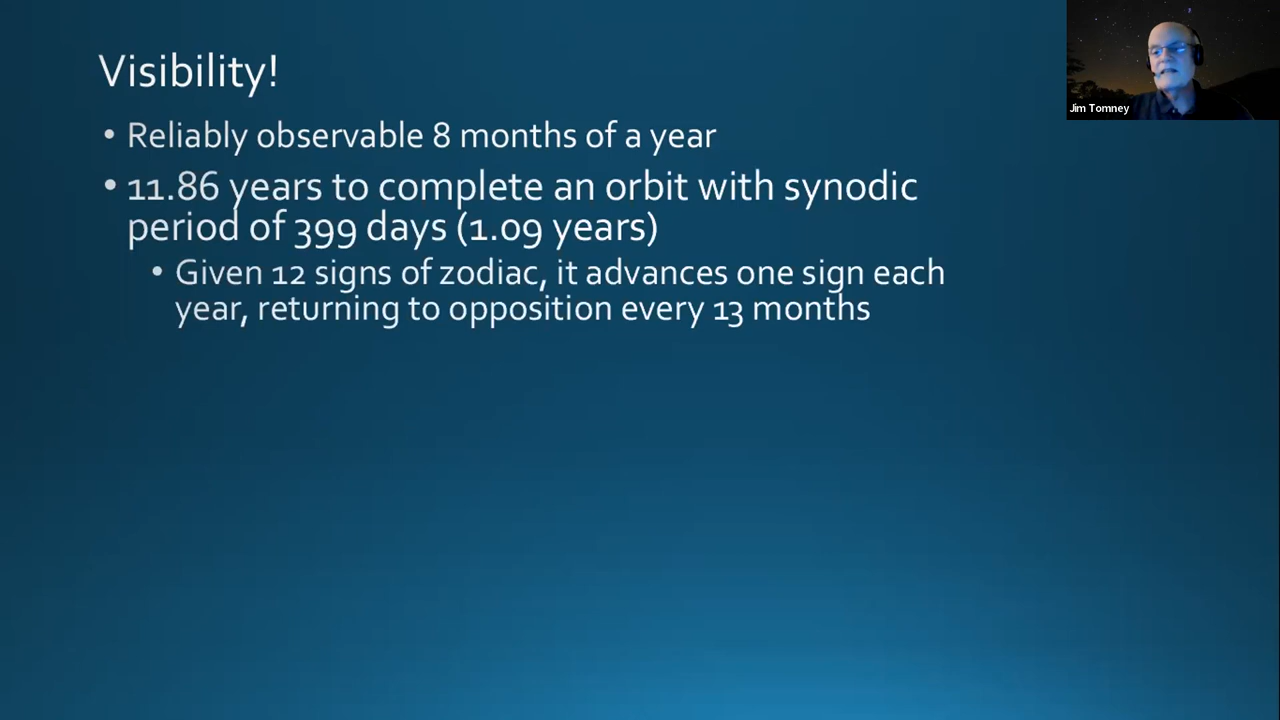 Visibility!
• Reliably observable 8 months of a year
• 11.86 years to complete an orbit with synodic
period of 399 days (1.09 years)
• Given 12 signs of zodiac, it advances one sign each
year, returning to opposition every 13 months
Jim Tomney